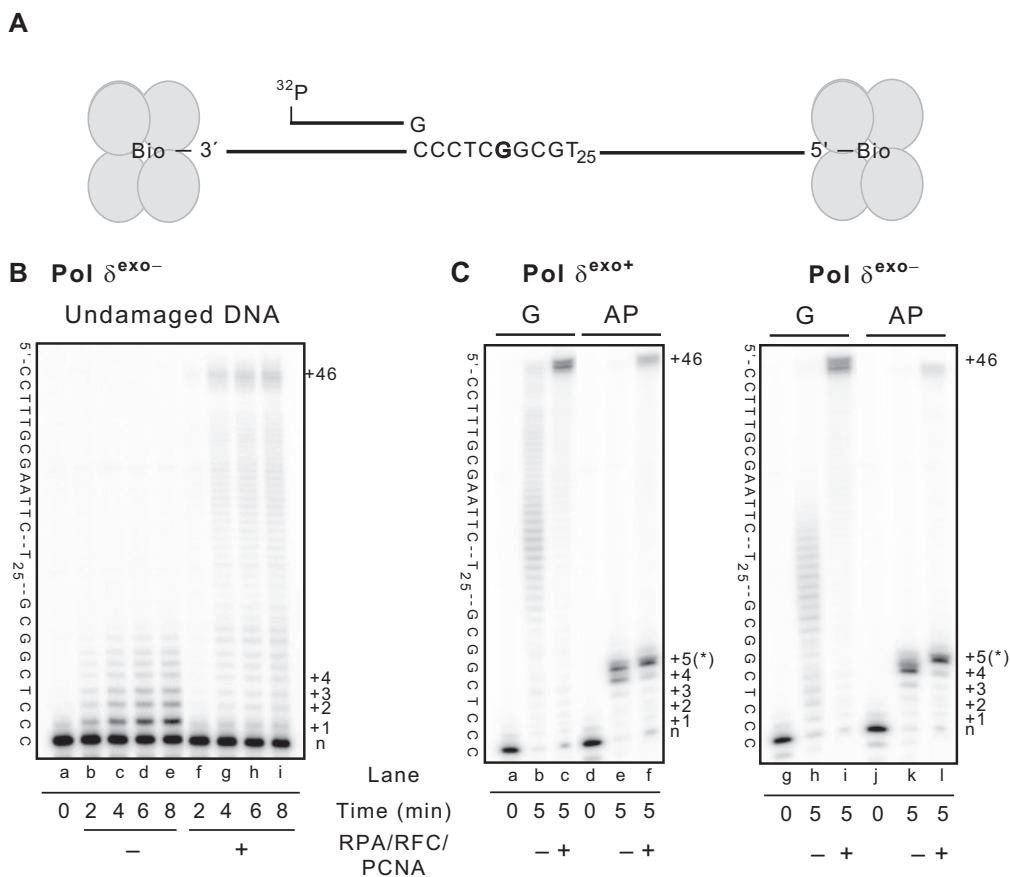 A
32P
G
Bio – 3´ CCCTCGGCGT25 5' –Bio
B Pol δexo–
Undamaged DNA
5'-CCTTTGCGAATTC--T25--GCGGCTCCC
+46
+4
+3
+2
+1
n
a b c d e f g h i
0 2 4 6 8 2 4 6 8
– +
Lane
Time (min)
RPA/RFC/
PCNA
C Pol δexo+ Pol δexo–
G AP G AP
5'-CCTTTGCGAATTC--T25--GCGGCTCCC
+46
+5(*)
+4
+3
+2
+1
n
a b c d e f
0 5 5 0 5 5
– + – +
5'-CCTTTGCGAATTC--T25--GCGGCTCCC
+46
+5(*)
+4
+3
+2
+1
n
g h i j k l
0 5 5 0 5 5
– + – +